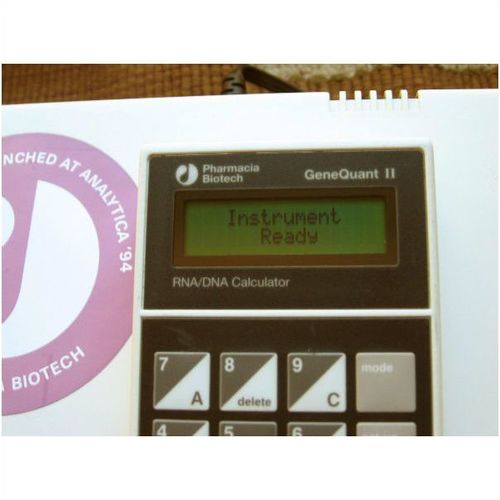 NCHED AT ANALYTICA '94
BIOTECH
Pharmacia
Biotech
GeneQuant II
Instrument
Ready
RNA/DNA Calculator
7
A
8
delete
9
C
mode
4
5
6